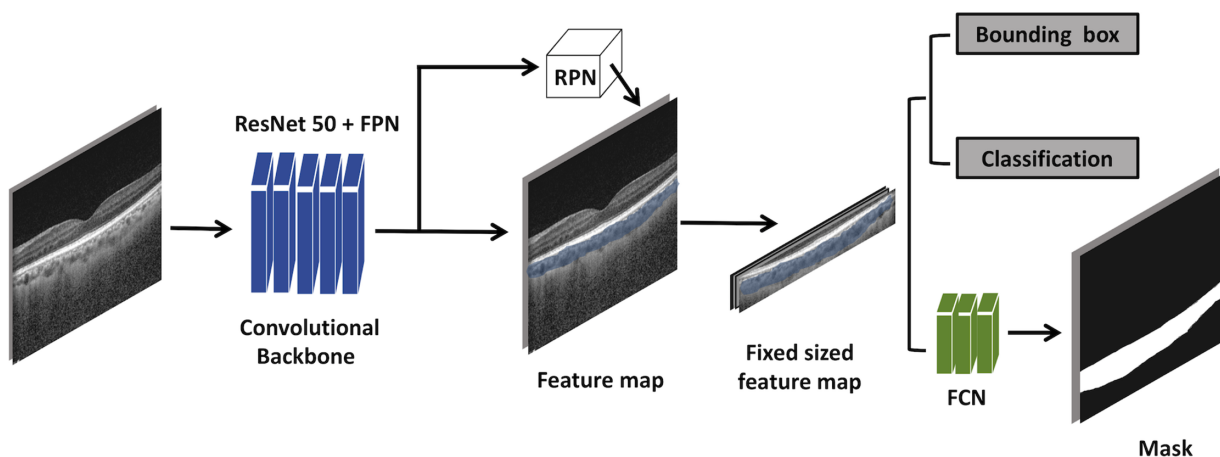 Bounding box
RPN
ResNet 50 + FPN
Classification
Convolutional
Backbone
Feature map
Fixed sized
feature map
FCN
Mask